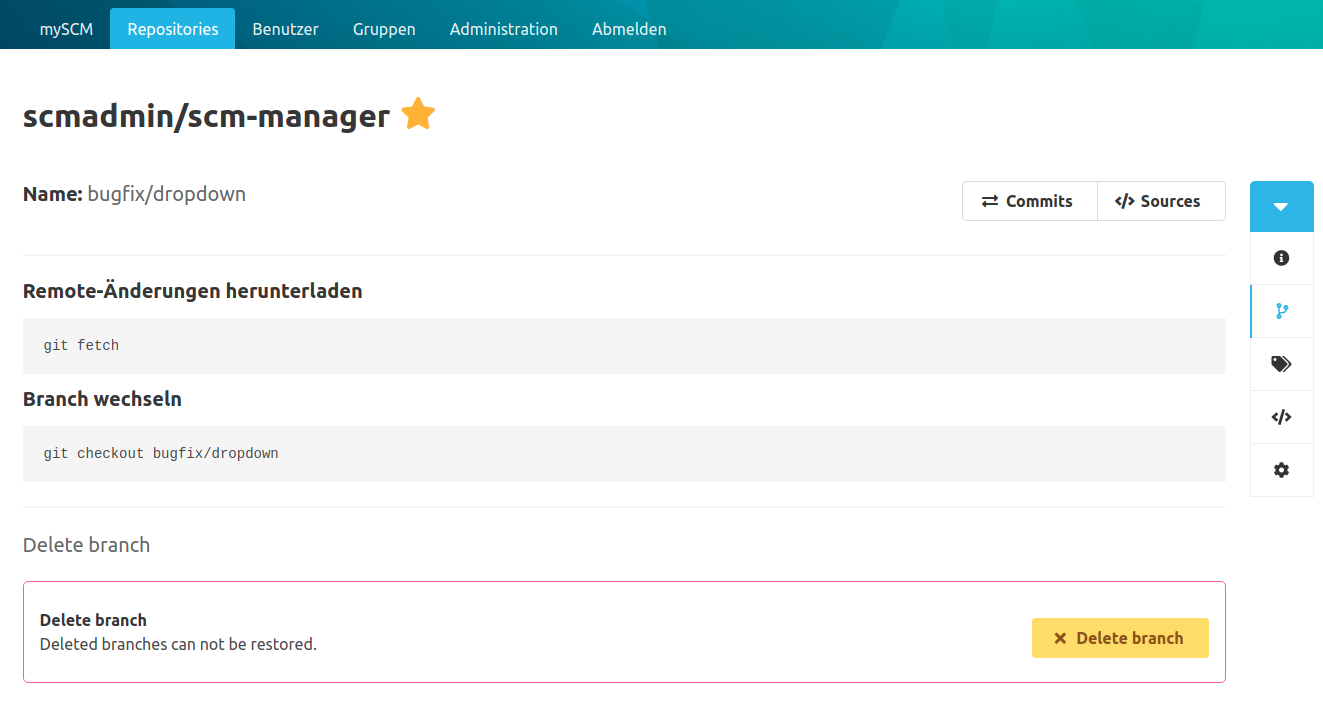 mySCM Repositories Benutzer Gruppen Administration Abmelden
scmadmin/scm-manager
Name: bugfix/dropdown
Commits </> Sources
Remote-Änderungen herunterladen
git fetch
Branch wechseln
git checkout bugfix/dropdown
Delete branch
Delete branch
Deleted branches can not be restored.
Delete branch